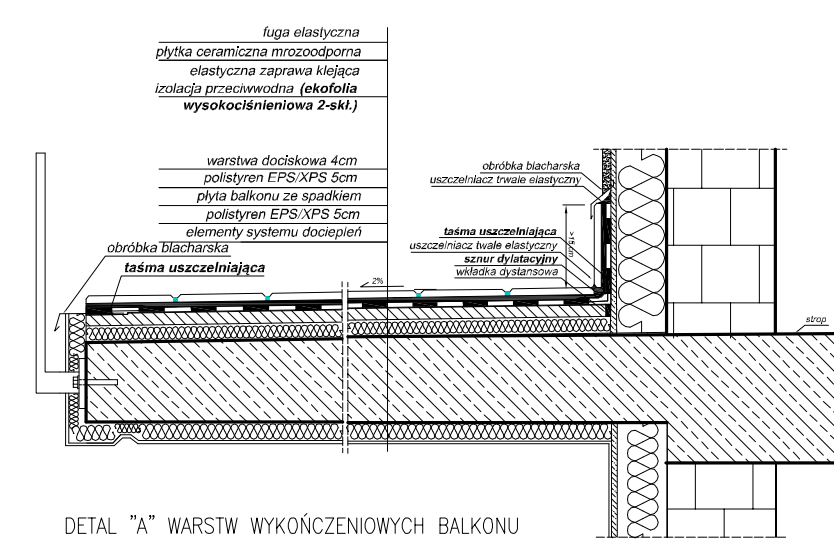 fuga elastyczna
płytka ceramiczna mrozoodporna
elastyczna zaprawa klejąca
izolacja przeciwwodna (ekofolia
wysokociśnieniowa 2-skł.)
warstwa dociskowa 4cm
polistyren EPS/XPS 5cm
płyta balkonu ze spadkiem
polistyren EPS/XPS 5cm
elementy systemu dociepleń
obróbka blacharska
taśma uszczelniająca
obróbka blacharska
uszczelniacz trwale elastyczny
taśma uszczelniająca
uszczelniacz twale elastyczny
sznur dylatacyjny
wkładka dystansowa
>15cm
2%
strop
DETAL "A" WARSTW WYKOŃCZENIOWYCH BALKONU